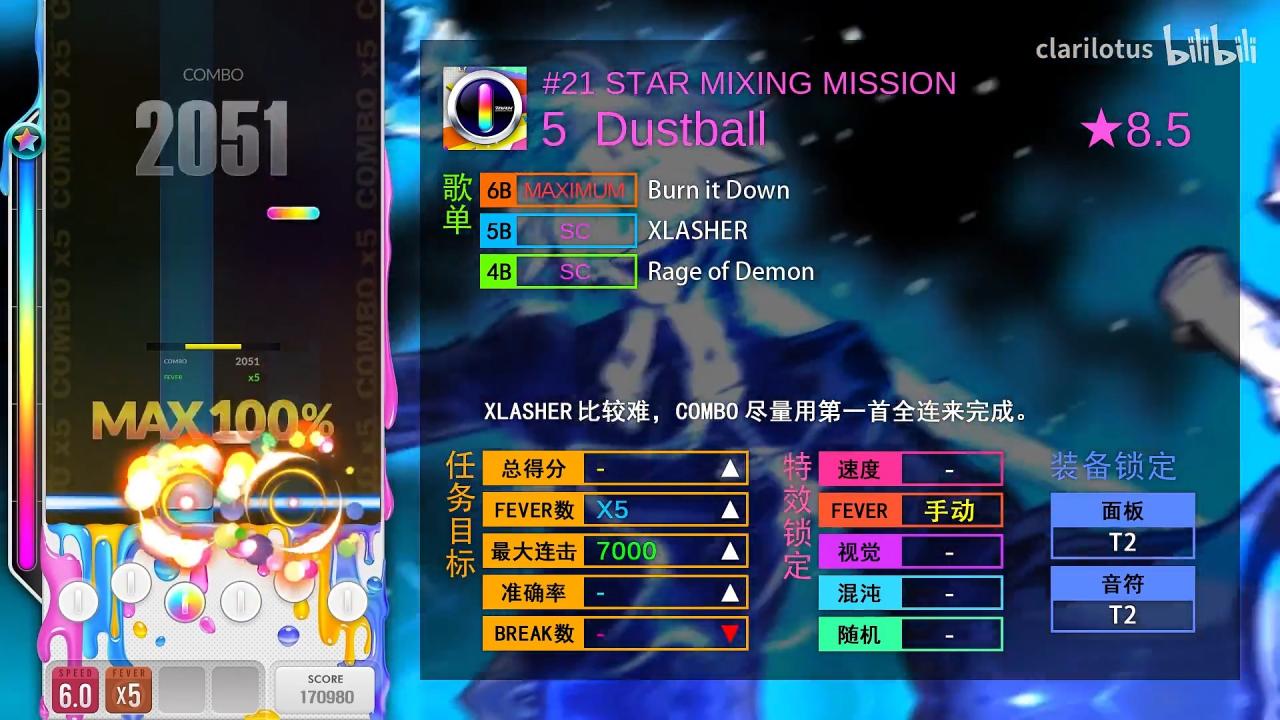 COMBO
2051
COMBO 2051
FEVER x5
MAX 100%
SPEED 6.0
FEVER x5
SCORE
170980
clarilotus bilibili
#21 STAR MIXING MISSION
5 Dustball
★8.5
歌单
6B MAXIMUM Burn it Down
5B SC XLASHER
4B SC Rage of Demon
XLASHER 比较难，COMBO 尽量用第一首全连来完成。
任务目标
总得分 - ▲
FEVER数 X5 ▲
最大连击 7000 ▲
准确率 - ▲
BREAK数 - ▼
特效锁定
速度 -
FEVER 手动
视觉 -
混沌 -
随机 -
装备锁定
面板
T2
音符
T2